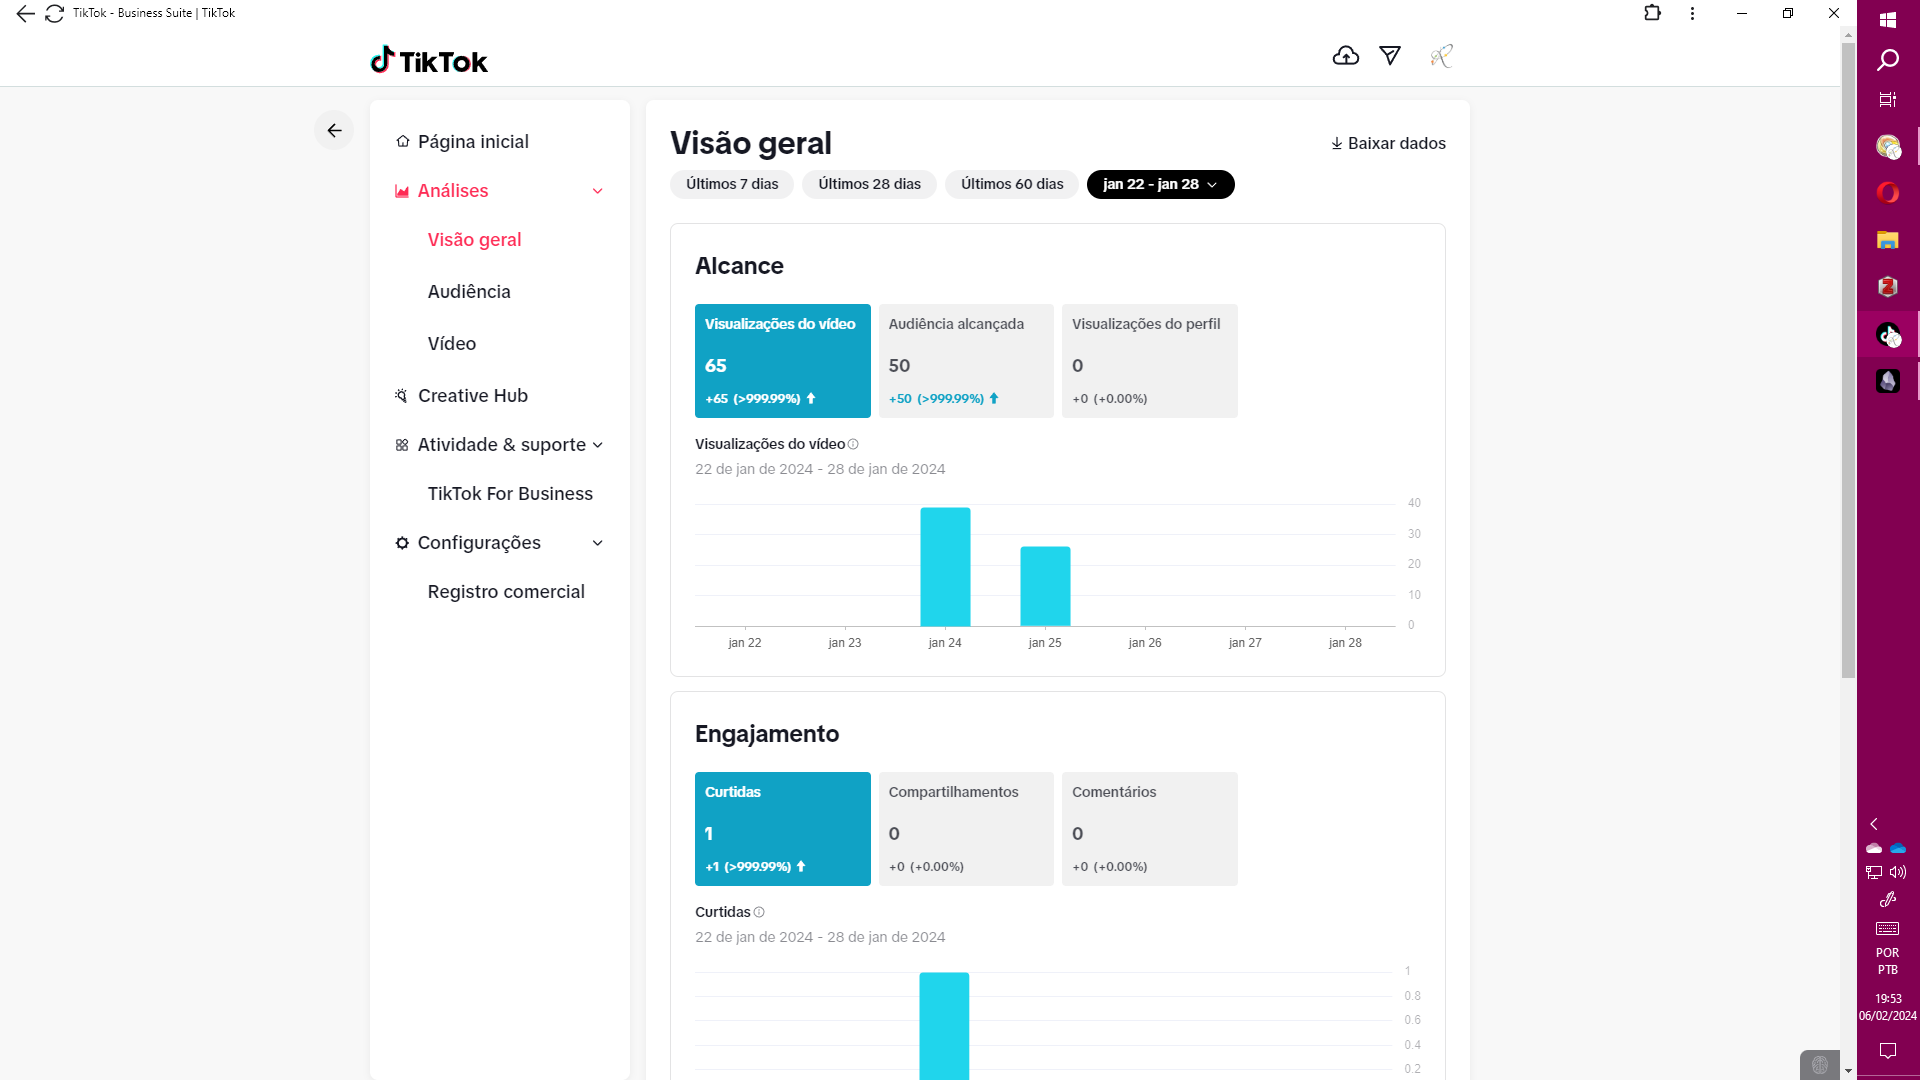 TikTok - Business Suite | TikTok
TikTok
Página inicial
Análises
Visão geral
Audiência
Vídeo
Creative Hub
Atividade & suporte
TikTok For Business
Configurações
Registro comercial
Visão geral
Baixar dados
Últimos 7 dias
Últimos 28 dias
Últimos 60 dias
jan 22 - jan 28
Alcance
Visualizações do vídeo
65
+65 (>999.99%)
Audiência alcançada
50
+50 (>999.99%)
Visualizações do perfil
0
+0 (+0.00%)
Visualizações do vídeo
22 de jan de 2024 - 28 de jan de 2024
40
30
20
10
0
jan 22
jan 23
jan 24
jan 25
jan 26
jan 27
jan 28
Engajamento
Curtidas
1
+1 (>999.99%)
Compartilhamentos
0
+0 (+0.00%)
Comentários
0
+0 (+0.00%)
Curtidas
22 de jan de 2024 - 28 de jan de 2024
1
0.8
0.6
0.4
0.2
POR
PTB
19:53
06/02/2024